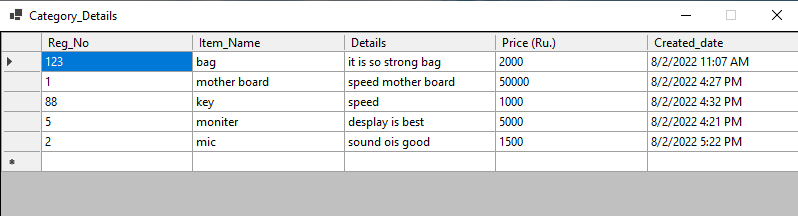 Category_Details
Reg_No Item_Name Details Price (Ru.) Created_date
123 bag it is so strong bag 2000 8/2/2022 11:07 AM
1 mother board speed mother board 50000 8/2/2022 4:27 PM
88 key speed 1000 8/2/2022 4:32 PM
5 moniter desplay is best 5000 8/2/2022 4:21 PM
2 mic sound ois good 1500 8/2/2022 5:22 PM